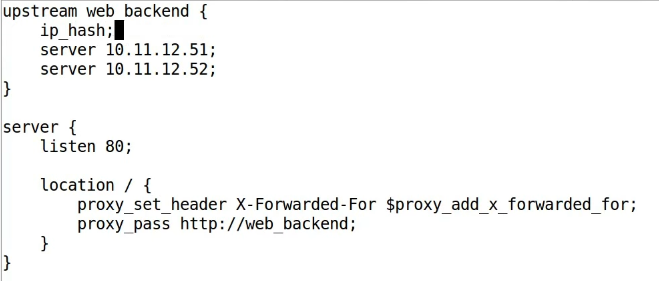 upstream web_backend {
    ip_hash;
    server 10.11.12.51;
    server 10.11.12.52;
}

server {
    listen 80;

    location / {
        proxy_set_header X-Forwarded-For $proxy_add_x_forwarded_for;
        proxy_pass http://web_backend;
    }
}